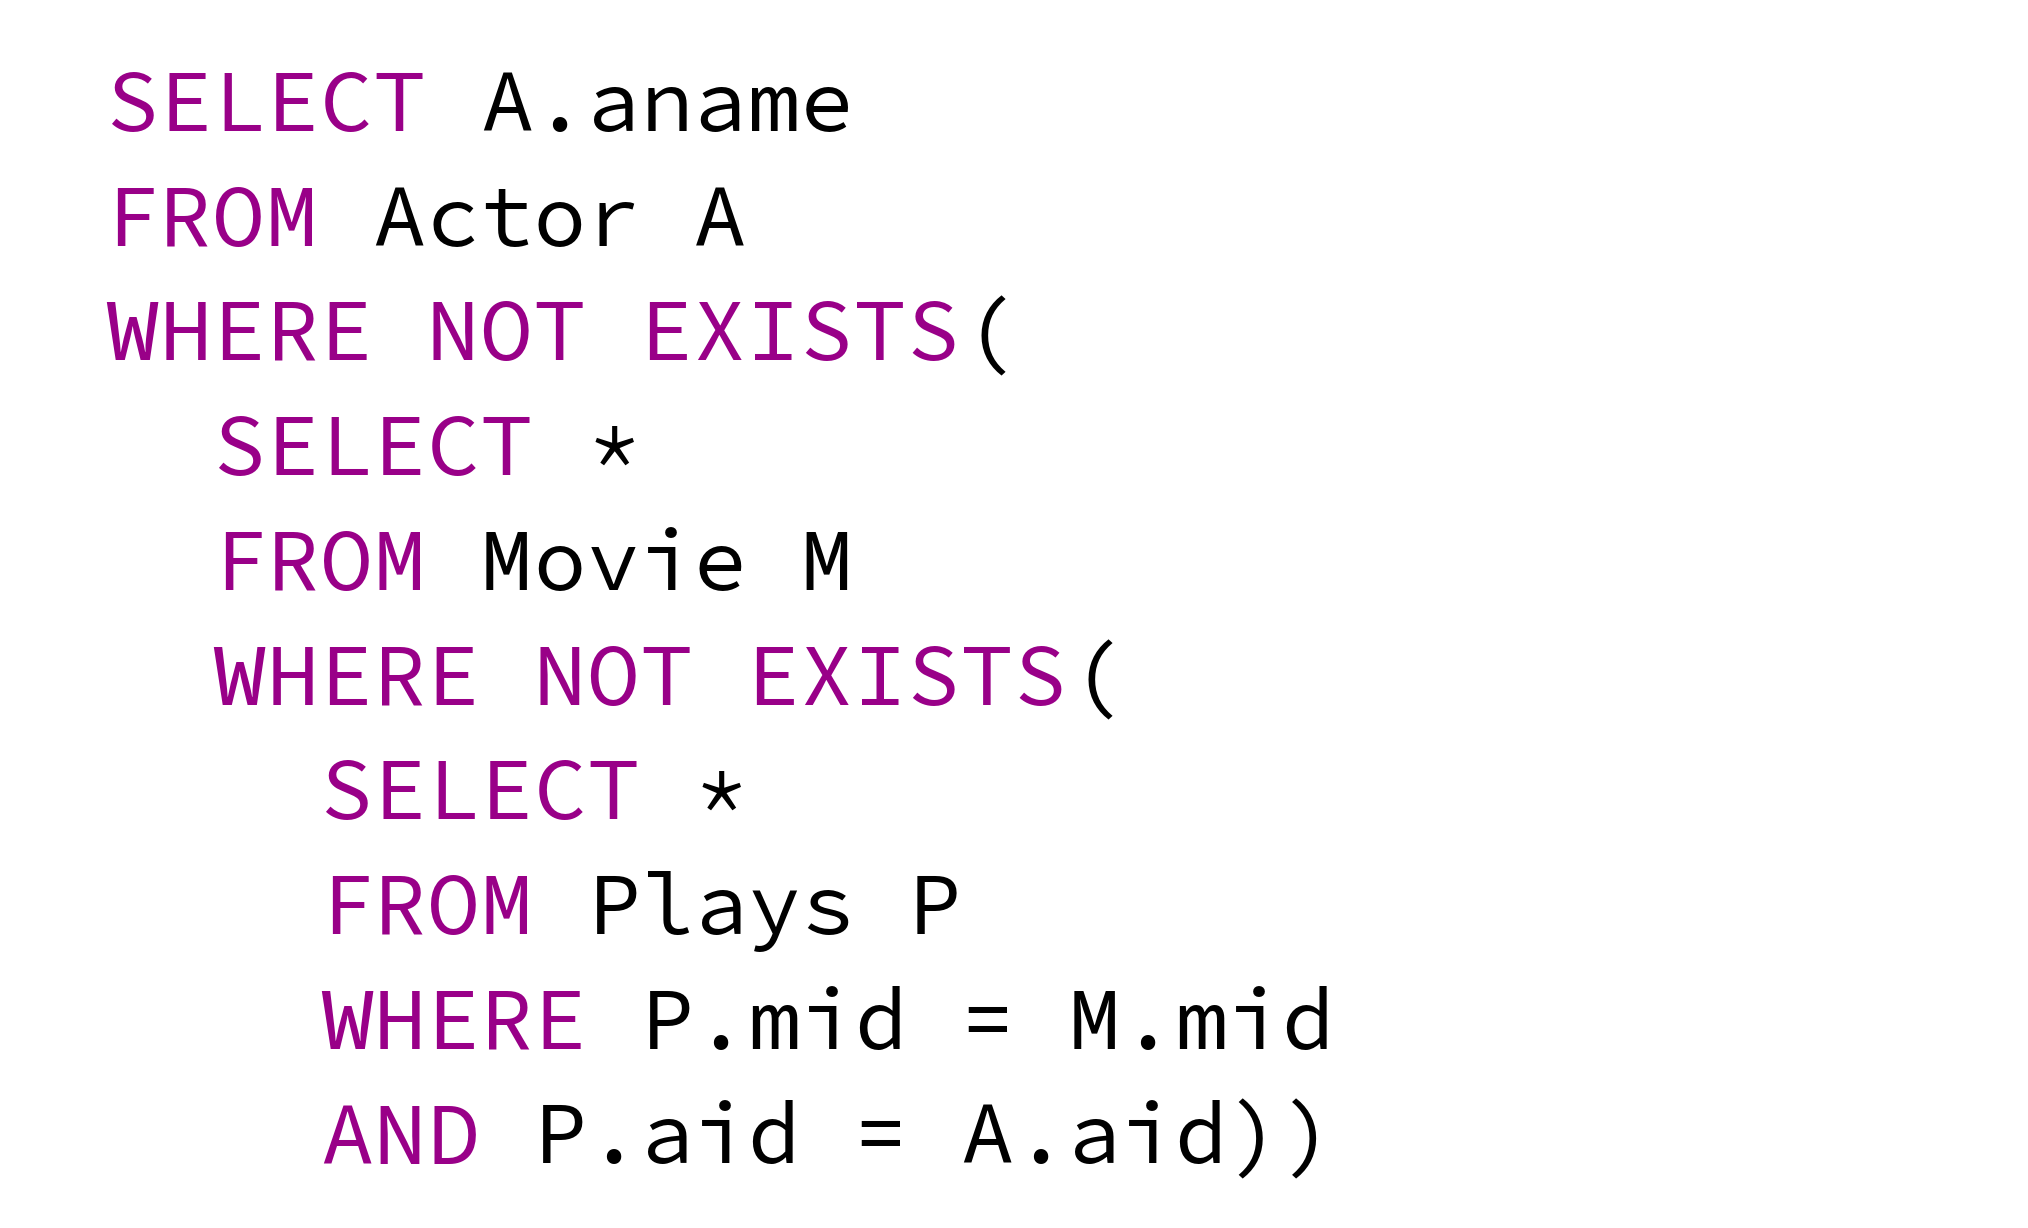 SELECT A.aname
FROM Actor A
WHERE NOT EXISTS(
SELECT *
FROM Movie M
WHERE NOT EXISTS(
SELECT *
FROM Plays P
WHERE P.mid = M.mid
AND P.aid = A.aid))